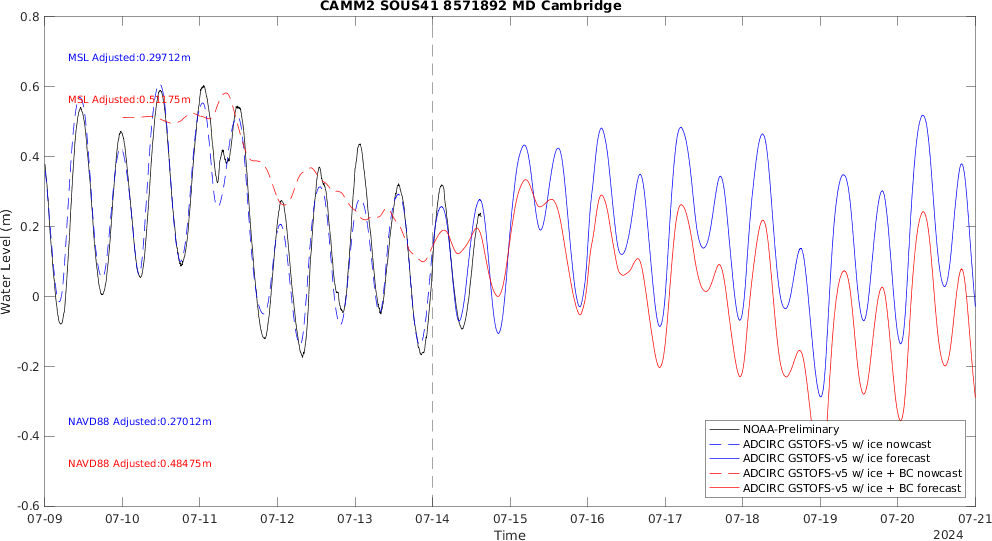 CAMM2 SOUS41 8571892 MD Cambridge
0.8
MSL Adjusted:0.29712m
0.6
MSL Adjusted:0.51175m
0.4
0.2
Water Level (m)
0
-0.2
NAVD88 Adjusted:0.27012m
NOAA-Preliminary
-0.4
ADCIRC GSTOFS-v5 w/ ice nowcast
ADCIRC GSTOFS-v5 w/ ice forecast
NAVD88 Adjusted:0.48475m
ADCIRC GSTOFS-v5 w/ ice + BC nowcast
ADCIRC GSTOFS-v5 w/ ice + BC forecast
-0.6
07-09 07-10 07-11 07-12 07-13 07-14 07-15 07-16 07-17 07-18 07-19 07-20 07-21
Time
2024